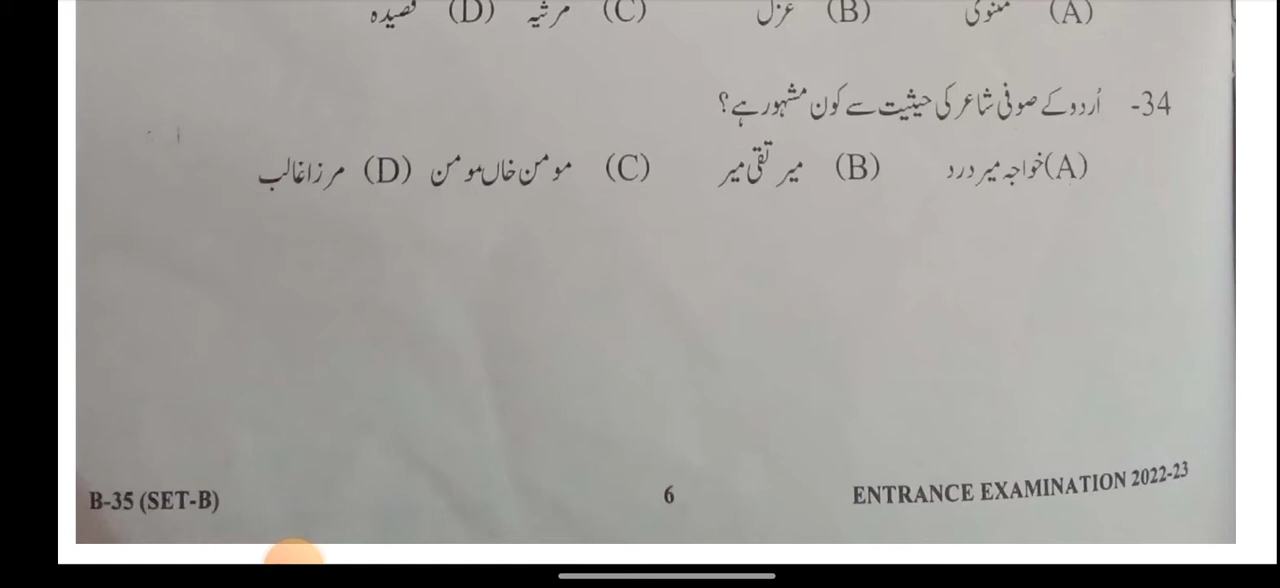 (A) مثنوی (B) غزل (C) مرثیہ (D) قصیدہ
34- اُردو کے صوفی شاعر کی حیثیت سے کون مشہور ہے؟
(A) خواجہ میر درد (B) میر تقی میر (C) مومن خاں مومن (D) مرزا غالب
B-35 (SET-B) 6 ENTRANCE EXAMINATION 2022-23